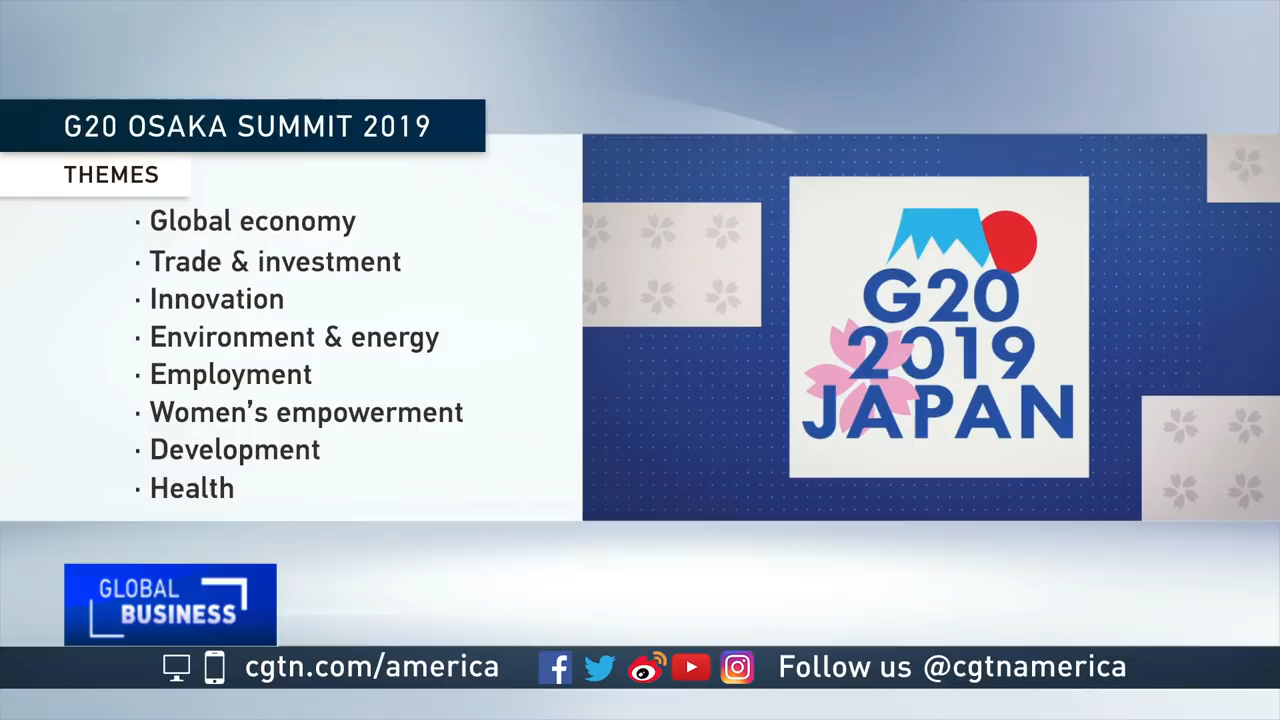 G20 OSAKA SUMMIT 2019
THEMES
· Global economy
· Trade & investment
· Innovation
· Environment & energy
· Employment
· Women's empowerment
· Development
· Health
G20
2019
JAPAN
GLOBAL
BUSINESS
cgtn.com/america
Follow us @cgtnamerica